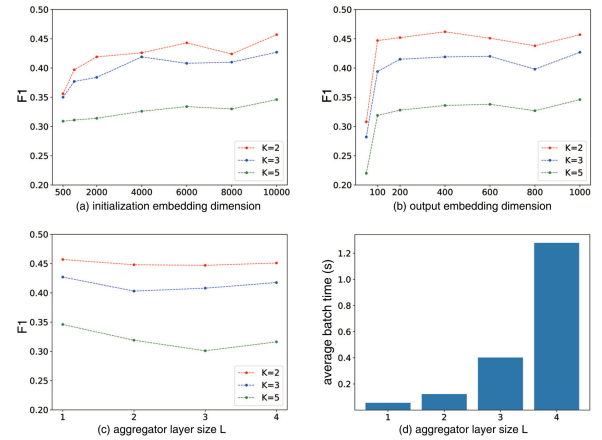 0.50
0.45
0.40
0.35
0.30
0.25
0.20
F1
K=2
K=3
K=5
500 2000 4000 6000 8000 10000
(a) initialization embedding dimension
0.50
0.45
0.40
0.35
0.30
0.25
0.20
F1
K=2
K=3
K=5
100 200 400 600 800 1000
(b) output embedding dimension
0.50
0.45
0.40
0.35
0.30
0.25
0.20
F1
K=2
K=3
K=5
1 2 3 4
(c) aggregator layer size L
1.2
1.0
0.8
0.6
0.4
0.2
average batch time (s)
1 2 3 4
(d) aggregator layer size L